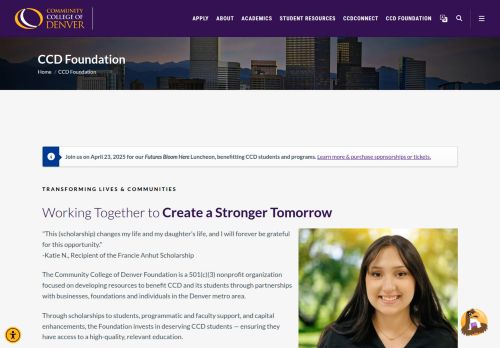 COMMUNITY
COLLEGE OF
DENVER
APPLY ABOUT ACADEMICS STUDENT RESOURCES CCDCONNECT CCD FOUNDATION
CCD Foundation
Home / CCD Foundation
Join us on April 23, 2025 for our Futures Bloom Here Luncheon, benefitting CCD students and programs. Learn more & purchase sponsorships or tickets.
TRANSFORMING LIVES & COMMUNITIES
Working Together to Create a Stronger Tomorrow
"This (scholarship) changes my life and my daughter's life, and I will forever be grateful
for this opportunity."
-Katie N., Recipient of the Francie Anhut Scholarship
The Community College of Denver Foundation is a 501(c)(3) nonprofit organization
focused on developing resources to benefit CCD and its students through partnerships
with businesses, foundations and individuals in the Denver metro area.
Through scholarships to students, programmatic and faculty support, and capital
enhancements, the Foundation invests in deserving CCD students — ensuring they
have access to a high-quality, relevant education.